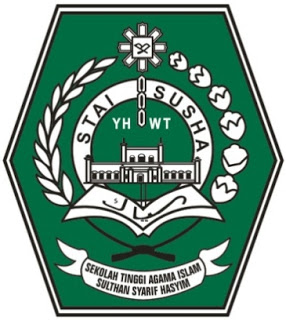 STAI SUSHA
YH WT
SEKOLAH TINGGI AGAMA ISLAM
SULTHAN SYARIF HASYIM